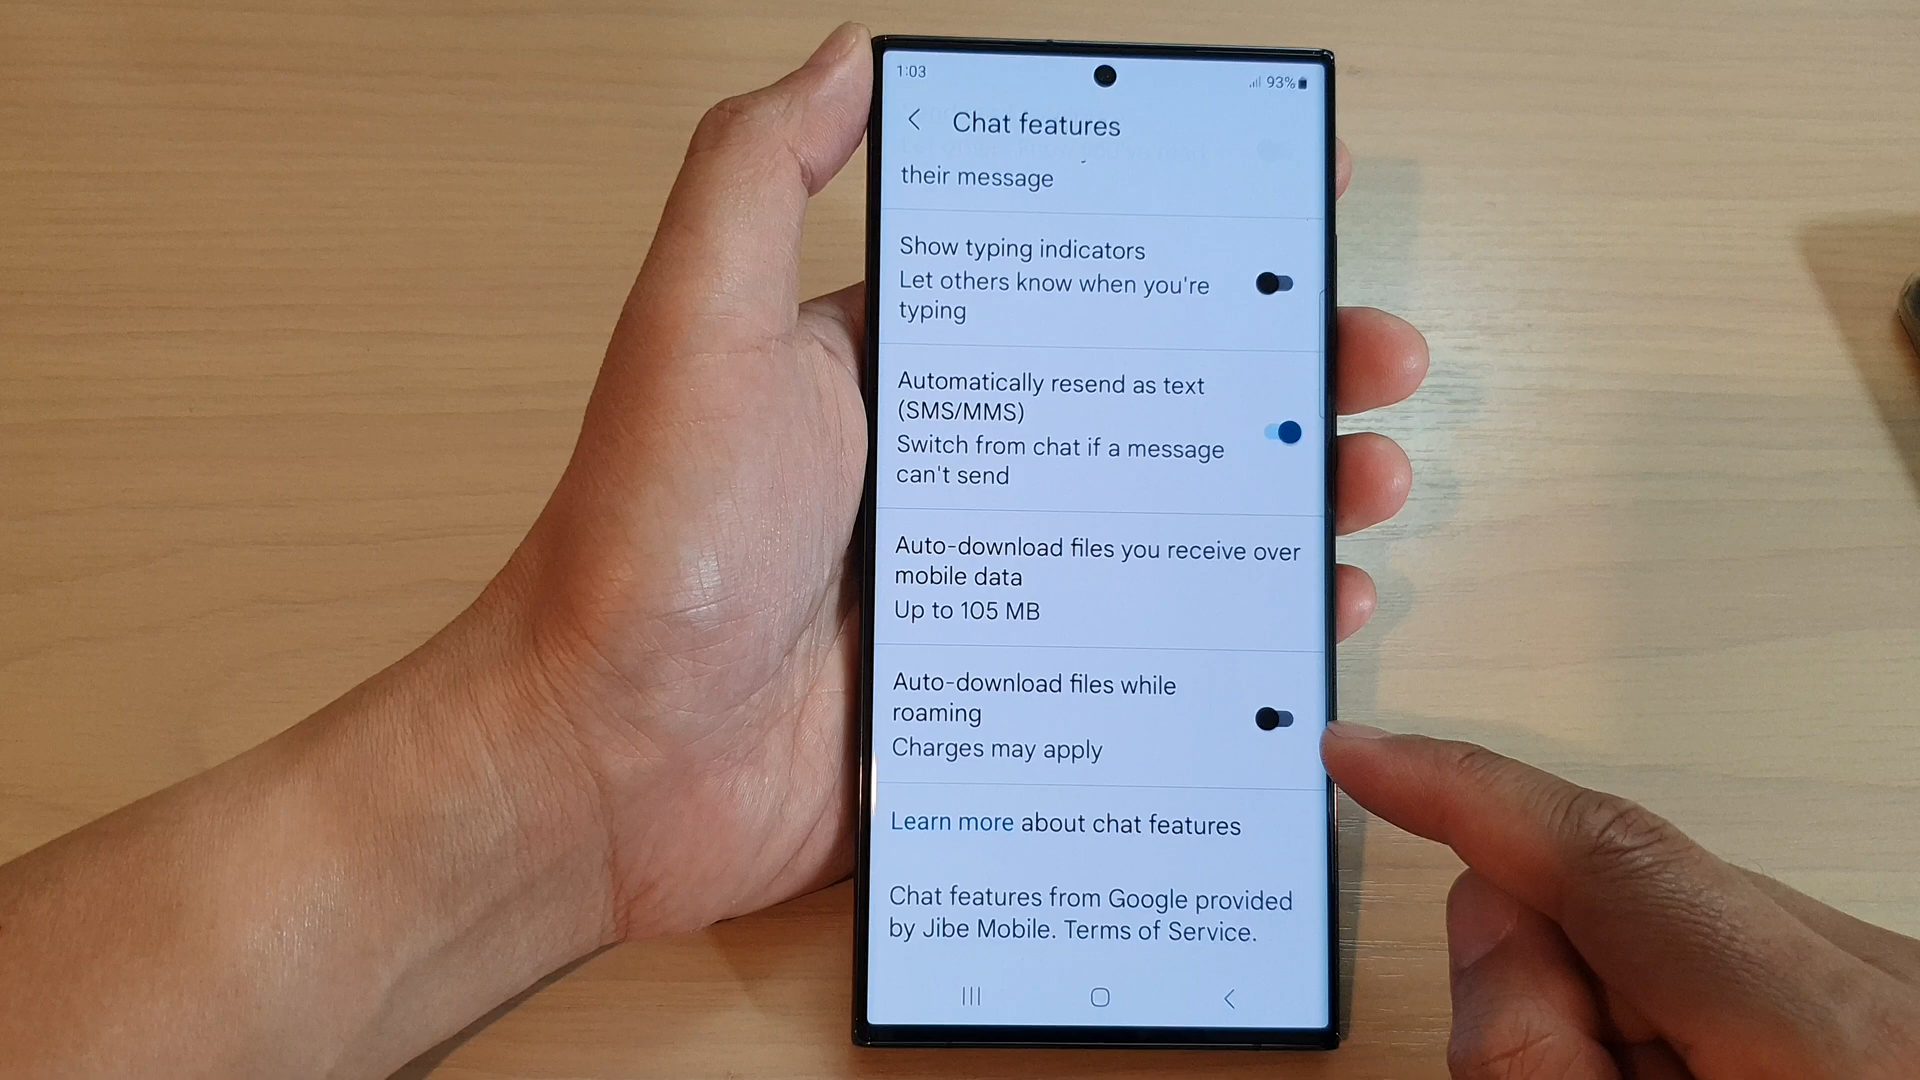 1:03
93%
Chat features
their message
Show typing indicators
Let others know when you're
typing
Automatically resend as text
(SMS/MMS)
Switch from chat if a message
can't send
Auto-download files you receive over
mobile data
Up to 105 MB
Auto-download files while
roaming
Charges may apply
Learn more about chat features
Chat features from Google provided
by Jibe Mobile. Terms of Service.